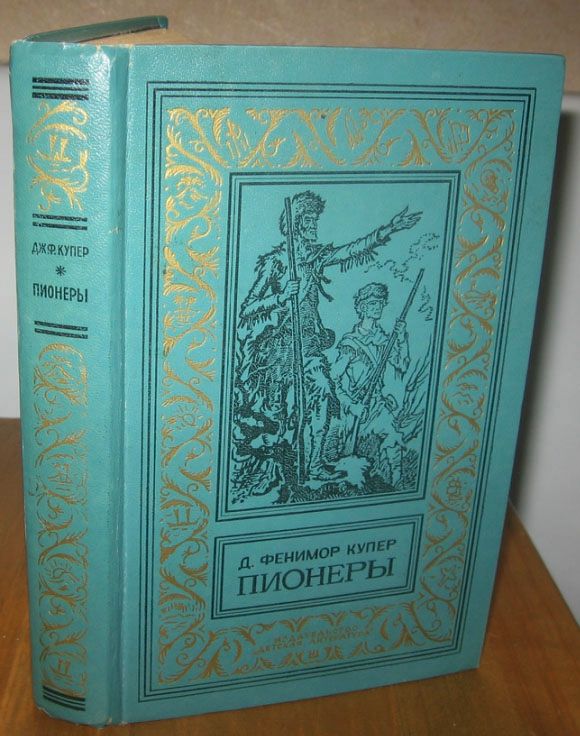 ДЖ.Ф.КУПЕР
*
ПИОНЕРЫ
Д. ФЕНИМОР КУПЕР
ПИОНЕРЫ
ИЗДАТЕЛЬСТВО
"ДЕТСКАЯ ЛИТЕРАТУРА"